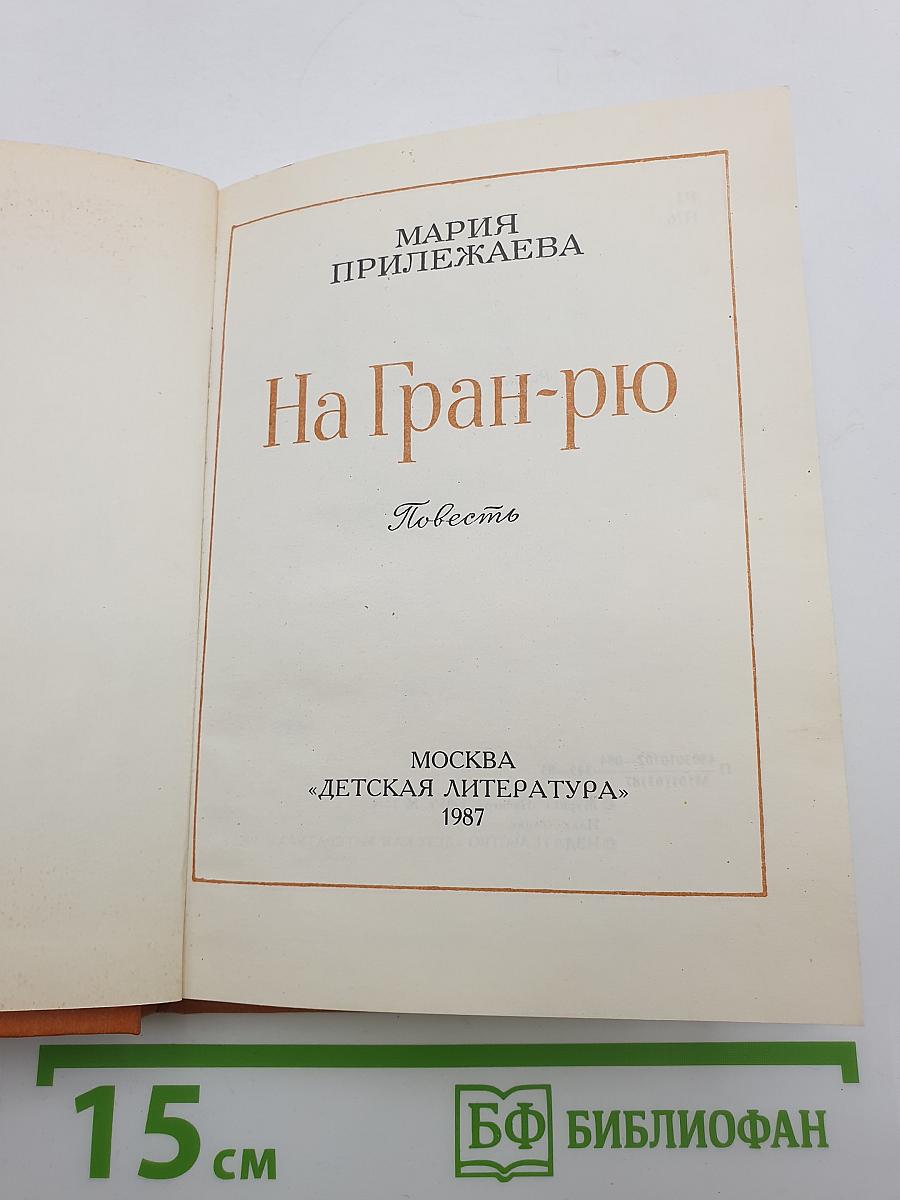 МАРИЯ
ПРИЛЕЖАЕВА
На Гран-рю
Повесть
МОСКВА
«ДЕТСКАЯ ЛИТЕРАТУРА»
1987
15 см
БФ БИБЛИОФАН